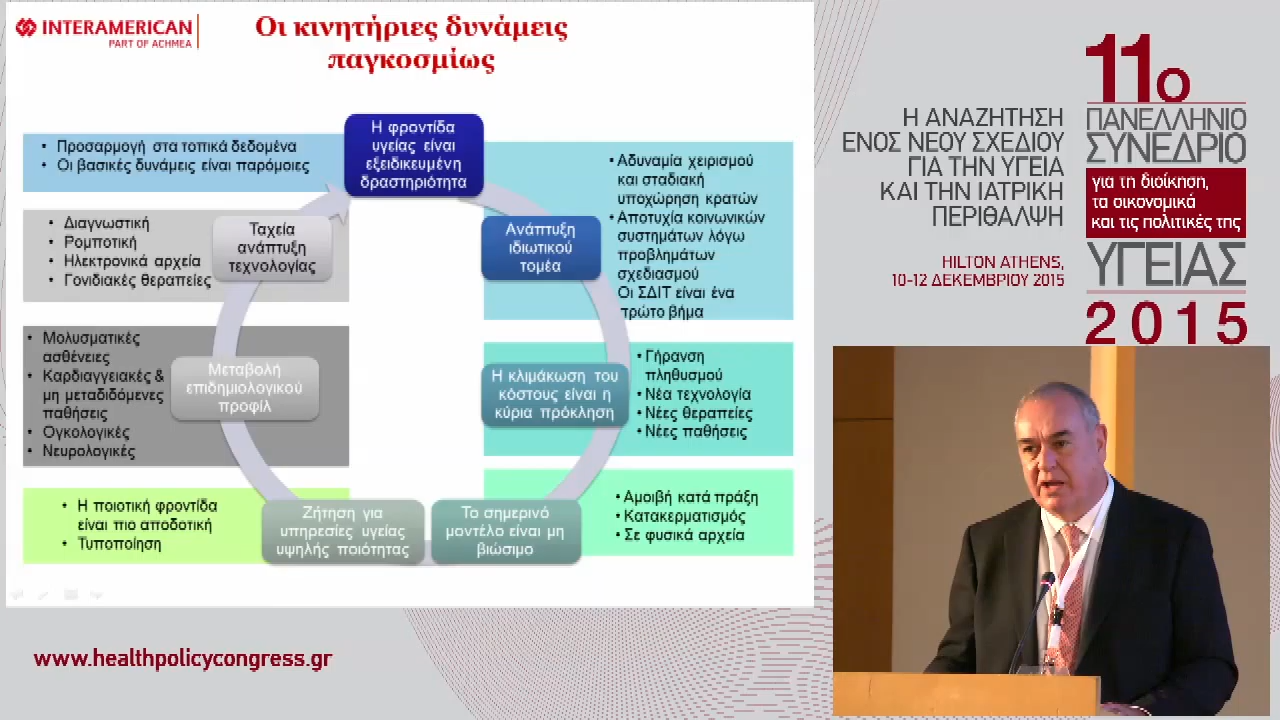 INTERAMERICAN
PART OF ACHMEA
Οι κινητήριες δυνάμεις
παγκοσμίως
Η φροντίδα
υγείας είναι
εξειδικευμένη
δραστηριότητα
• Προσαρμογή στα τοπικά δεδομένα
• Οι βασικές δυνάμεις είναι παρόμοιες
Ανάπτυξη
ιδιωτικού
τομέα
• Αδυναμία χειρισμού
και σταδιακή
υποχώρηση κρατών
• Αποτυχία κοινωνικών
συστημάτων λόγω
προβλημάτων
σχεδιασμού
Οι ΣΔΙΤ είναι ένα
πρώτο βήμα
Η κλιμάκωση του
κόστους είναι η
κύρια πρόκληση
• Γήρανση
πληθυσμού
• Νέα τεχνολογία
• Νέες θεραπείες
• Νέες παθήσεις
Το σημερινό
μοντέλο είναι μη
βιώσιμο
• Αμοιβή κατά πράξη
• Κατακερματισμός
• Σε φυσικά αρχεία
Ζήτηση για
υπηρεσίες υγείας
υψηλής ποιότητας
• Η ποιοτική φροντίδα
είναι πιο αποδοτική
• Τυποποίηση
Μεταβολή
επιδημιολογικού
προφίλ
• Μολυσματικές
ασθένειες
• Καρδιαγγειακές &
μη μεταδιδόμενες
παθήσεις
• Ογκολογικές
• Νευρολογικές
Ταχεία
ανάπτυξη
τεχνολογίας
• Διαγνωστική
• Ρομποτική
• Ηλεκτρονικά αρχεία
• Γονιδιακές θεραπείες
Η ΑΝΑΖΗΤΗΣΗ
ΕΝΟΣ ΝΕΟΥ ΣΧΕΔΙΟΥ
ΓΙΑ ΤΗΝ ΥΓΕΙΑ
ΚΑΙ ΤΗΝ ΙΑΤΡΙΚΗ
ΠΕΡΙΘΑΛΨΗ
HILTON ATHENS,
10-12 ΔΕΚΕΜΒΡΙΟΥ 2015
11ο
ΠΑΝΕΛΛΗΝΙΟ
ΣΥΝΕΔΡΙΟ
για τη διοίκηση,
τα οικονομικά
και τις πολιτικές της
ΥΓΕΙΑΣ
2015
www.healthpolicycongress.gr